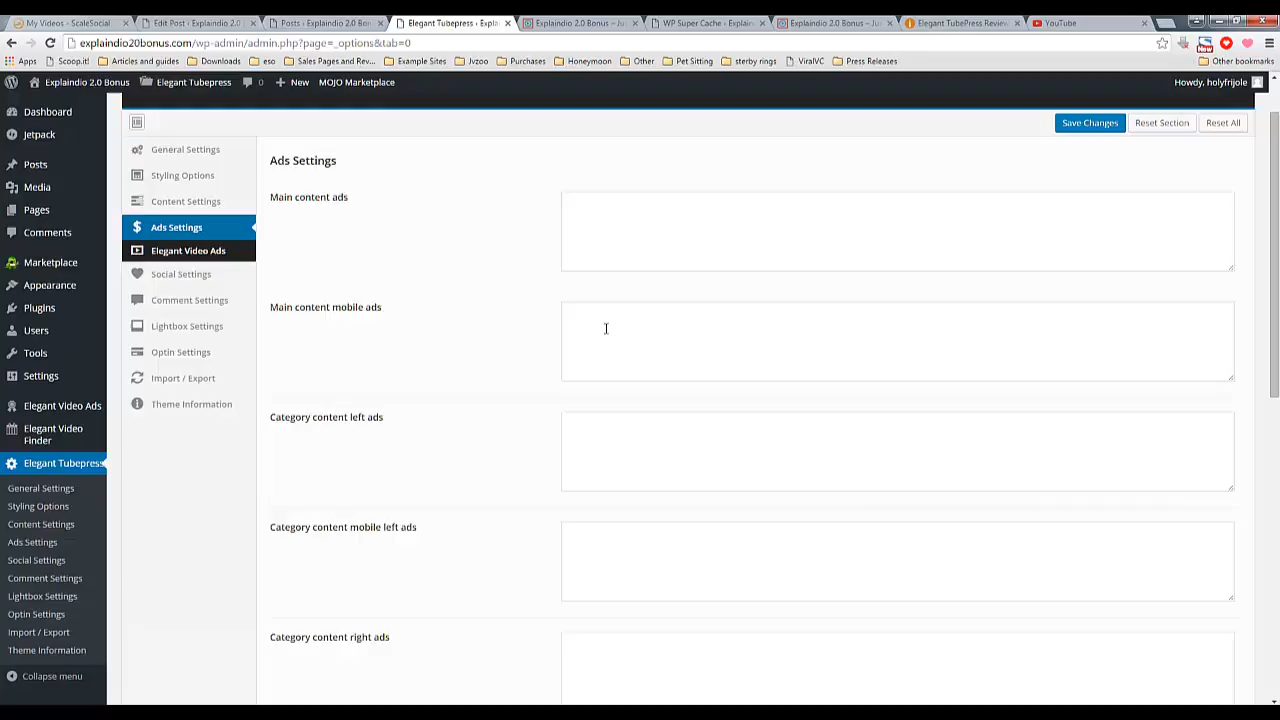 My Videos - ScaleSocial
Edit Post ‹ Explaindio 2.0
Posts ‹ Explaindio 2.0 Bon
Elegant Tubepress ‹ Expla
Explaindio 2.0 Bonus – Ju
WP Super Cache ‹ Explain
Explaindio 2.0 Bonus – Ju
Elegant TubePress Review
YouTube
explaindio20bonus.com/wp-admin/admin.php?page=_options&tab=0
New
Apps
Scoop.it!
Articles and guides
Downloads
eso
Sales Pages and Rev...
Example Sites
Jvzoo
Purchases
Honeymoon
Other
Pet Sitting
sterby rings
ViralVC
Press Releases
Other bookmarks
Explaindio 2.0 Bonus
Elegant Tubepress
0
New
MOJO Marketplace
Howdy, holyfrijole
Dashboard
Jetpack
Posts
Media
Pages
Comments
Marketplace
Appearance
Plugins
Users
Tools
Settings
Elegant Video Ads
Elegant Video
Finder
Elegant Tubepress
General Settings
Styling Options
Content Settings
Ads Settings
Social Settings
Comment Settings
Lightbox Settings
Optin Settings
Import / Export
Theme Information
Collapse menu
Save Changes
Reset Section
Reset All
General Settings
Styling Options
Content Settings
Ads Settings
Elegant Video Ads
Social Settings
Comment Settings
Lightbox Settings
Optin Settings
Import / Export
Theme Information
Ads Settings
Main content ads
Main content mobile ads
Category content left ads
Category content mobile left ads
Category content right ads